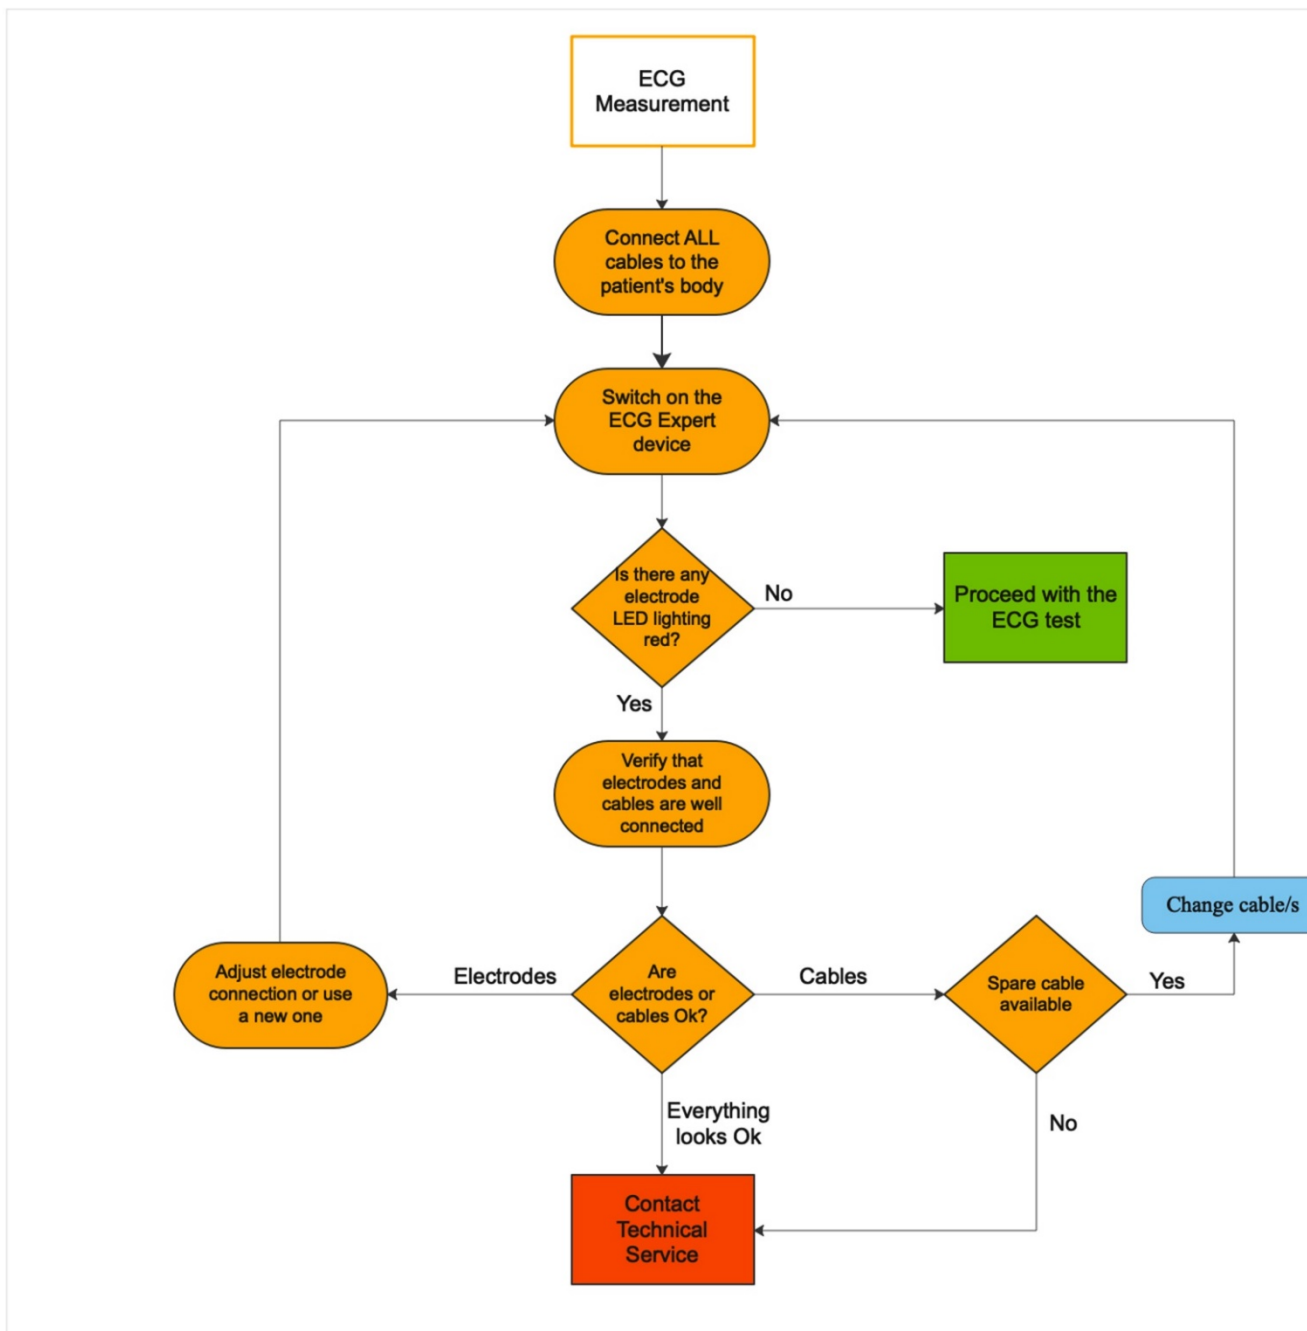 ECG
Measurement
Connect ALL
cables to the
patient's body
Switch on the
ECG Expert
device
Is there any
electrode
LED lighting
red?
No
Proceed with the
ECG test
Yes
Verify that
electrodes and
cables are well
connected
Change cable/s
Adjust electrode
connection or use
a new one
Electrodes
Are
electrodes or
cables Ok?
Cables
Spare cable
available
Yes
Everything
looks Ok
No
Contact
Technical
Service